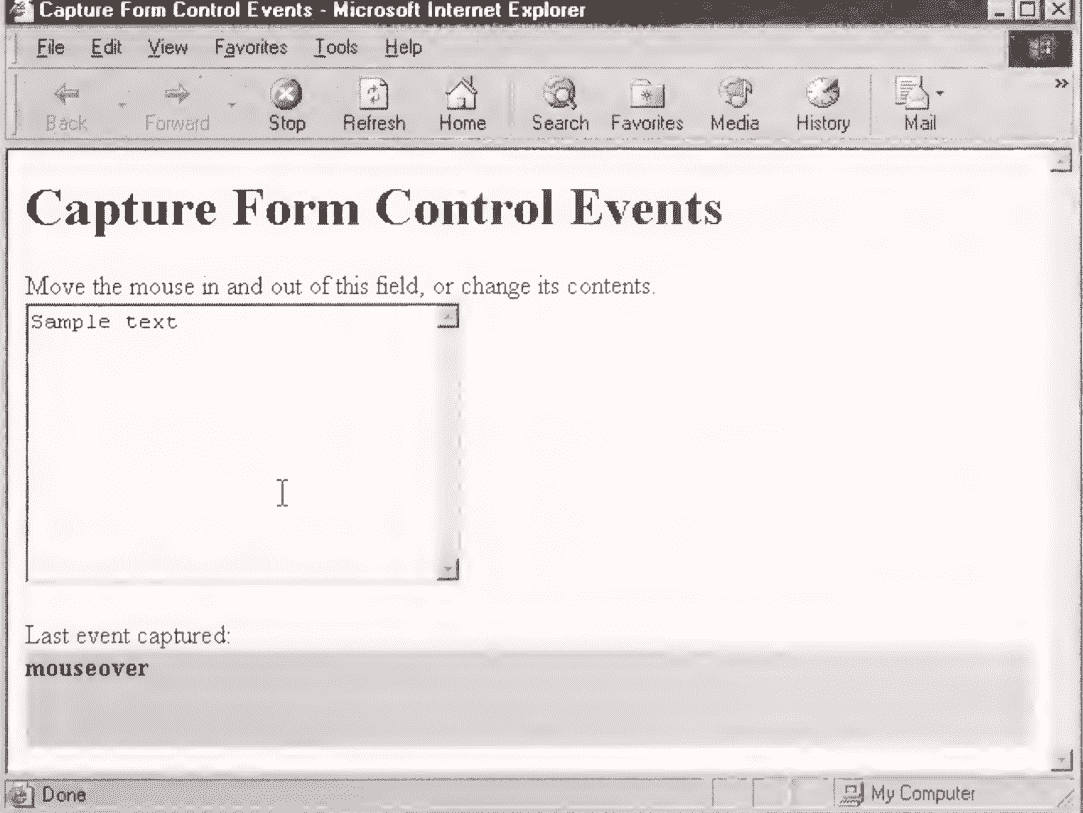 Capture Form Control Events - Microsoft Internet Explorer
File Edit View Favorites Tools Help
Back Forward Stop Refresh Home Search Favorites Media History Mail
Capture Form Control Events
Move the mouse in and out of this field, or change its contents.
Sample text
Last event captured:
mouseover
Done My Computer